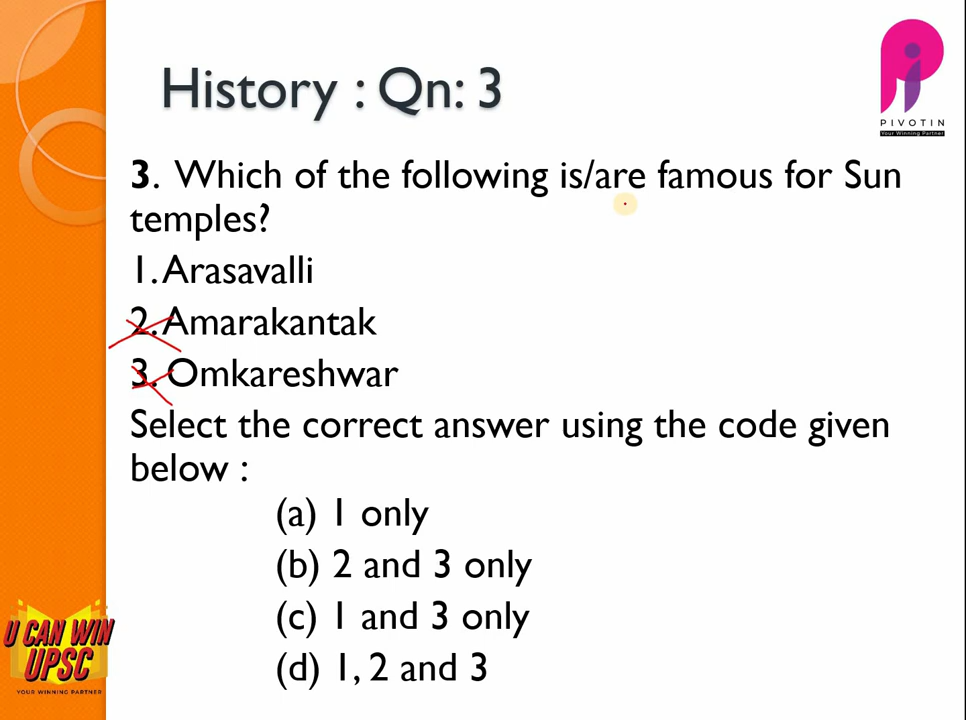 History : Qn: 3
PIVOTIN
Your Winning Partner
3. Which of the following is/are famous for Sun
temples?
1. Arasavalli
2. Amarakantak
3. Omkareshwar
Select the correct answer using the code given
below :
(a) 1 only
(b) 2 and 3 only
(c) 1 and 3 only
(d) 1, 2 and 3
U CAN WIN
UPSC
YOUR WINNING PARTNER